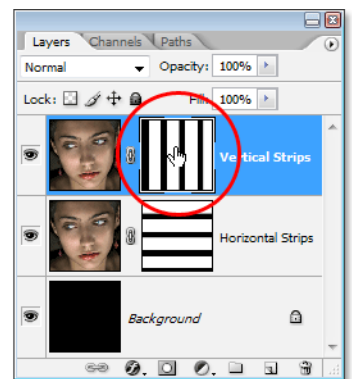 Layers Channels Paths
Normal Opacity: 100%
Lock: Fill: 100%
Vertical Strips
Horizontal Strips
Background